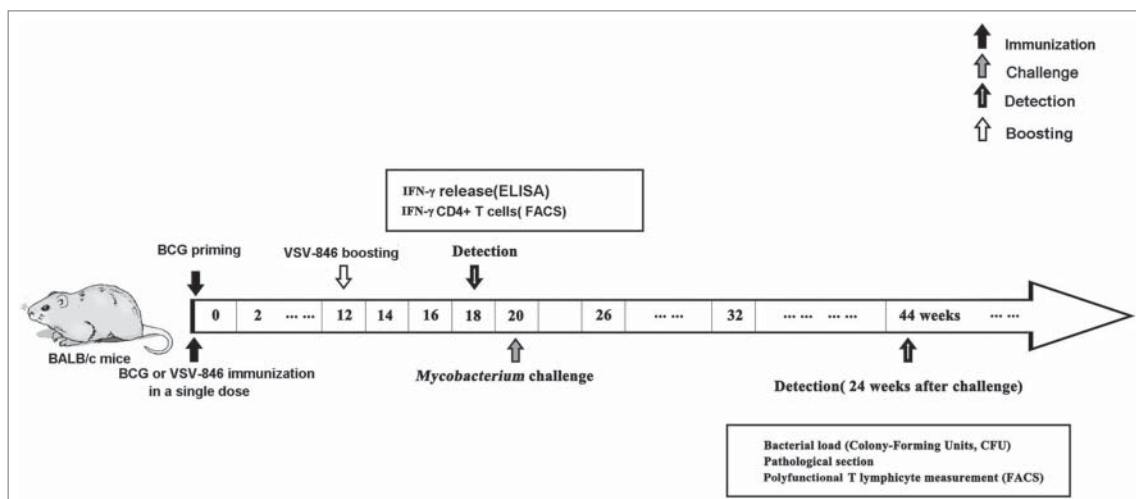 Immunization
Challenge
Detection
Boosting
IFN-γ release(ELISA)
IFN-γ CD4+ T cells( FACS)
BCG priming
VSV-846 boosting
Detection
0 2 ... ... 12 14 16 18 20 26 ... ... 32 ... ... ... ... 44 weeks ... ...
BALB/c mice
BCG or VSV-846 immunization
in a single dose
Mycobacterium challenge
Detection( 24 weeks after challenge)
Bacterial load (Colony-Forming Units, CFU)
Pathological section
Polyfunctional T lymphicyte measurement (FACS)